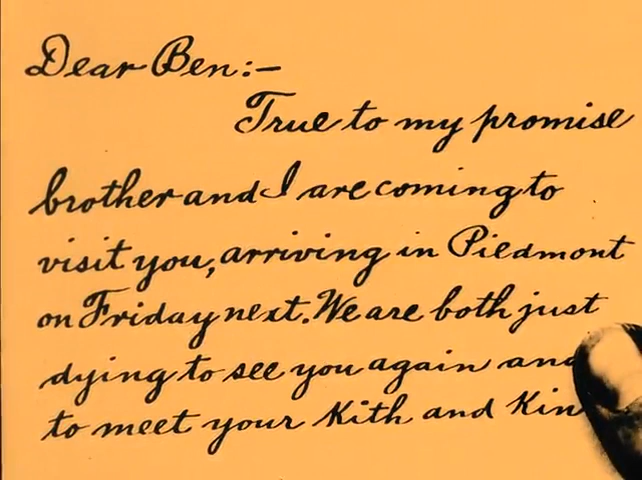 Dear Ben:-
True to my promise
brother and I are coming to
visit you, arriving in Piedmont
on Friday next. We are both just
dying to see you again and
to meet your Kith and Kin